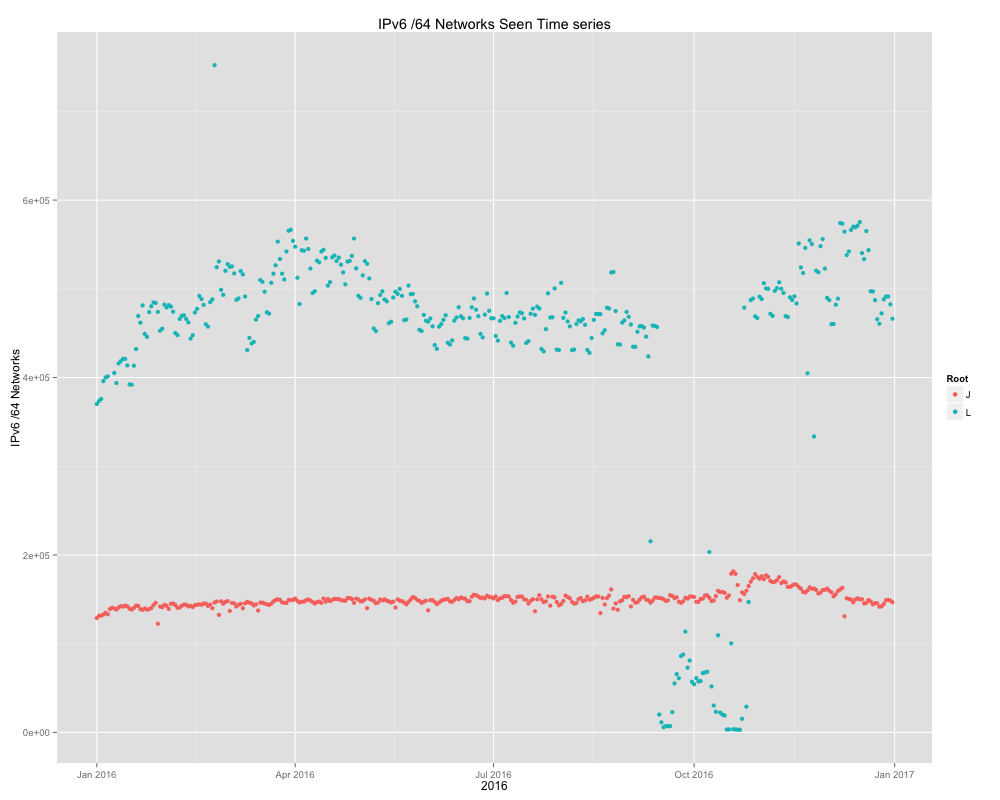 IPv6 /64 Networks Seen Time series
IPv6 /64 Networks
6e+05
4e+05
2e+05
0e+00
Jan 2016
Apr 2016
Jul 2016
Oct 2016
Jan 2017
2016
Root
J
L